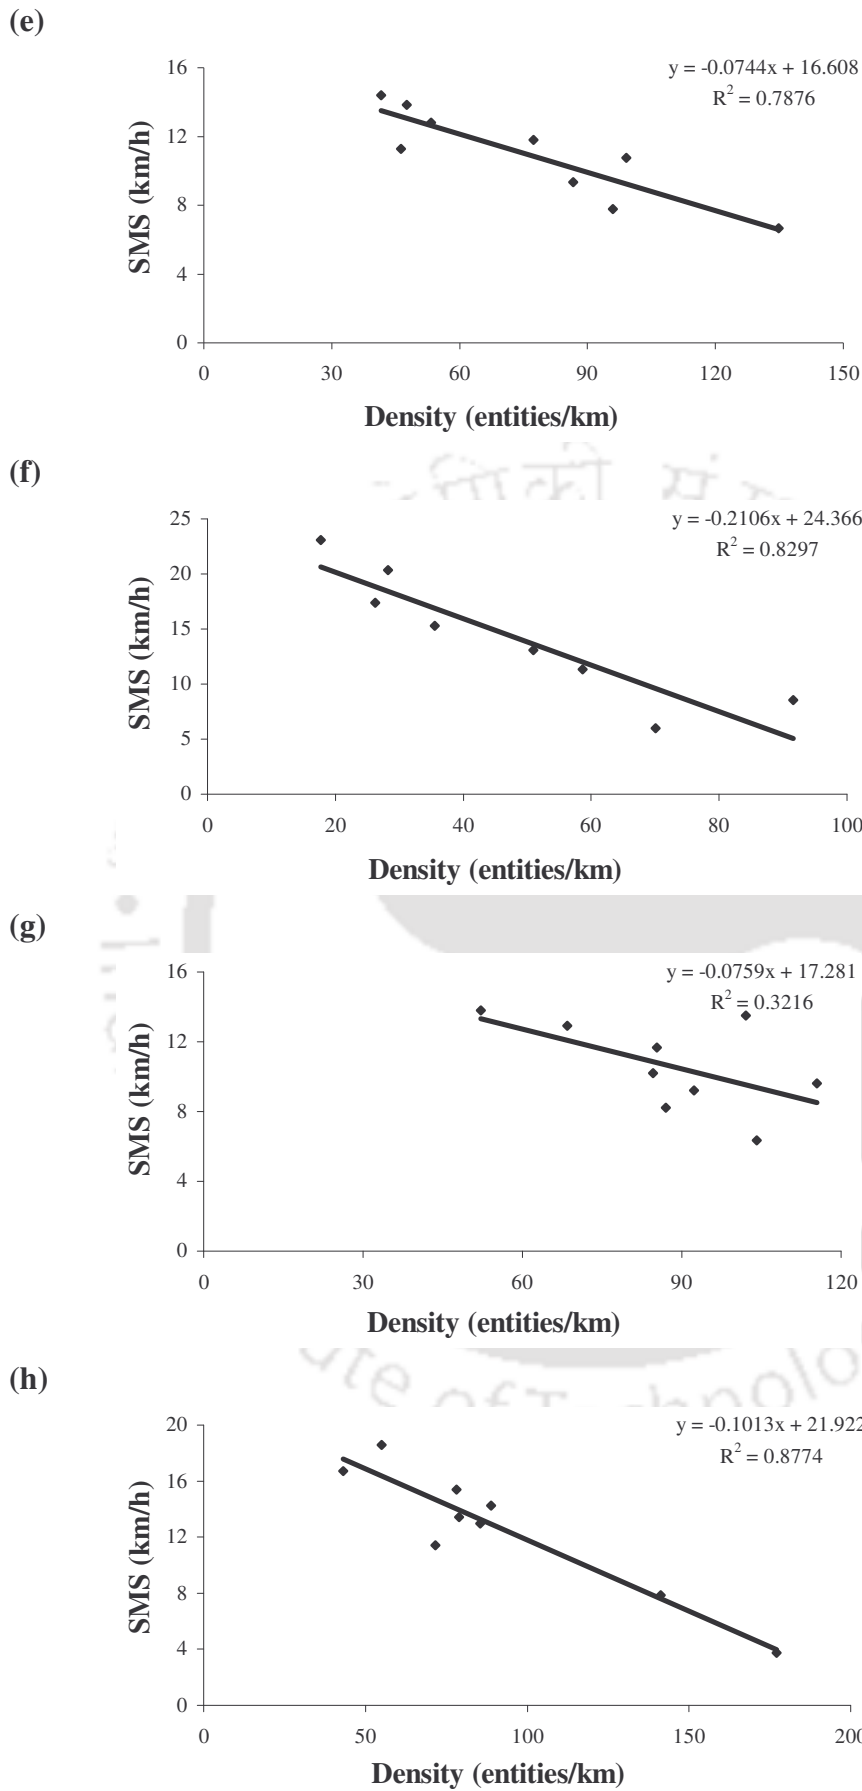 (e)
y = -0.0744x + 16.608
R² = 0.7876
16
12
8
4
0
SMS (km/h)
0 30 60 90 120 150
Density (entities/km)
(f)
y = -0.2106x + 24.366
R² = 0.8297
25
20
15
10
5
0
SMS (km/h)
0 20 40 60 80 100
Density (entities/km)
(g)
y = -0.0759x + 17.281
R² = 0.3216
16
12
8
4
0
SMS (km/h)
0 30 60 90 120
Density (entities/km)
ute of Technolo
(h)
y = -0.1013x + 21.922
R² = 0.8774
20
16
12
8
4
0
SMS (km/h)
0 50 100 150 200
Density (entities/km)